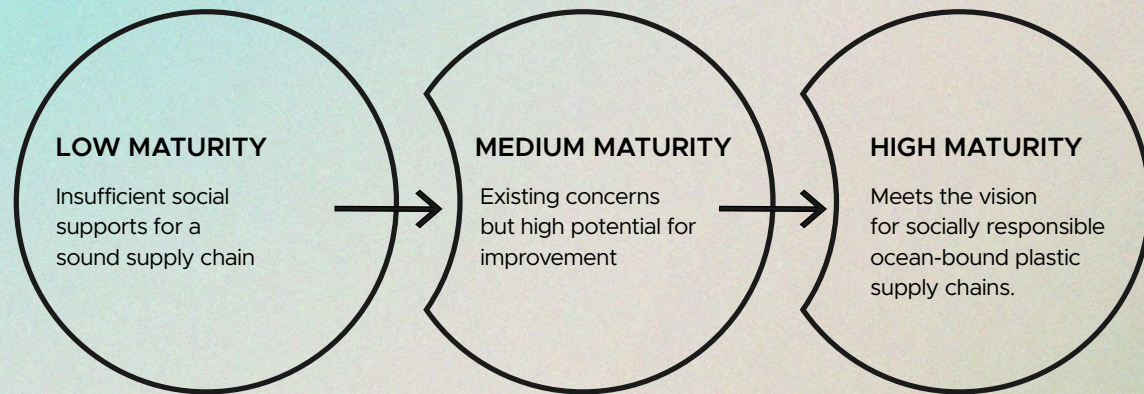 LOW MATURITY
Insufficient social
supports for a
sound supply chain
MEDIUM MATURITY
Existing concerns
but high potential for
improvement
HIGH MATURITY
Meets the vision
for socially responsible
ocean-bound plastic
supply chains.